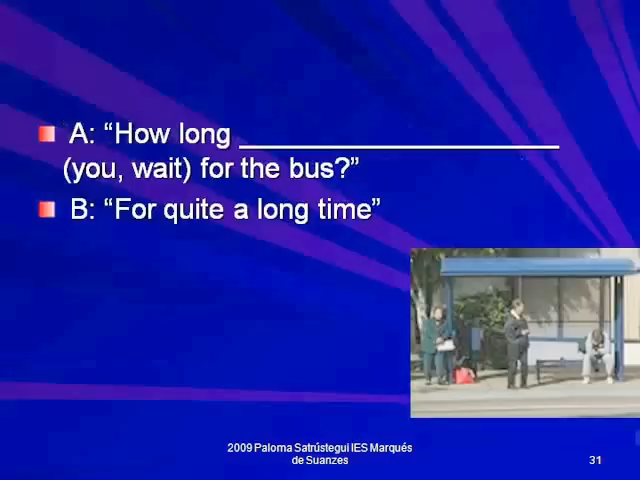 A: “How long ____________________
(you, wait) for the bus?”
B: “For quite a long time”
2009 Paloma Satrústegui IES Marqués
de Suanzes
31